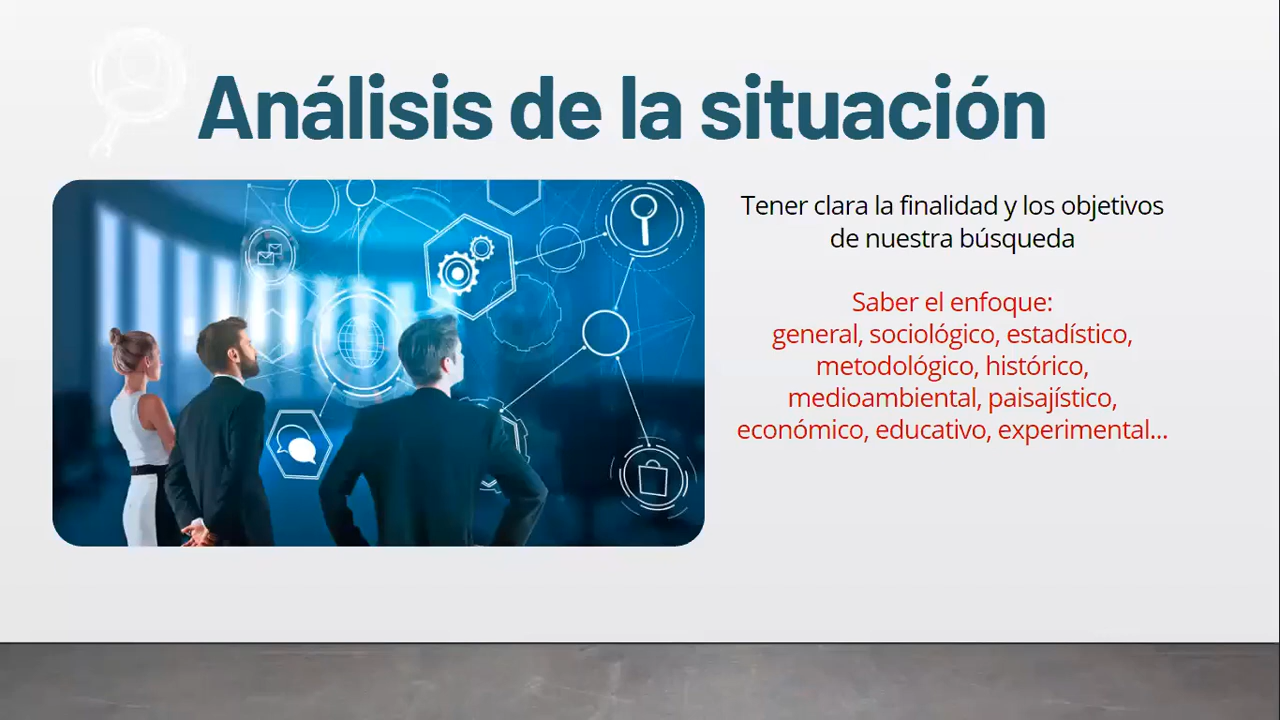 Análisis de la situación
Tener clara la finalidad y los objetivos
de nuestra búsqueda
Saber el enfoque:
general, sociológico, estadístico,
metodológico, histórico,
medioambiental, paisajístico,
económico, educativo, experimental...